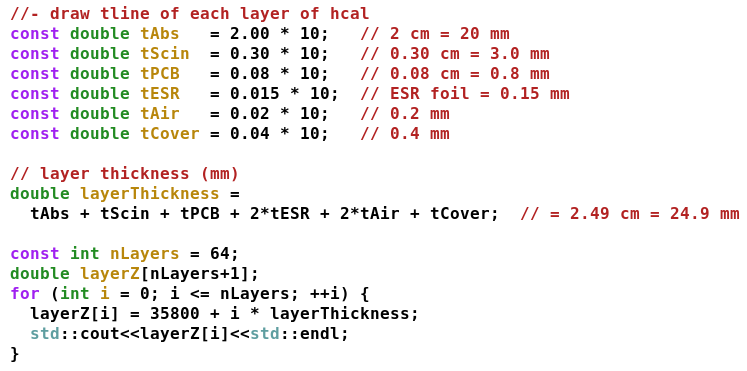 //- draw tline of each layer of hcal
const double tAbs   = 2.00 * 10;   // 2 cm = 20 mm
const double tScin  = 0.30 * 10;   // 0.30 cm = 3.0 mm
const double tPCB   = 0.08 * 10;   // 0.08 cm = 0.8 mm
const double tESR   = 0.015 * 10;  // ESR foil = 0.15 mm
const double tAir   = 0.02 * 10;   // 0.2 mm
const double tCover = 0.04 * 10;   // 0.4 mm

// layer thickness (mm)
double layerThickness =
  tAbs + tScin + tPCB + 2*tESR + 2*tAir + tCover;  // = 2.49 cm = 24.9 mm

const int nLayers = 64;
double layerZ[nLayers+1];
for (int i = 0; i <= nLayers; ++i) {
  layerZ[i] = 35800 + i * layerThickness;
  std::cout<<layerZ[i]<<std::endl;
}